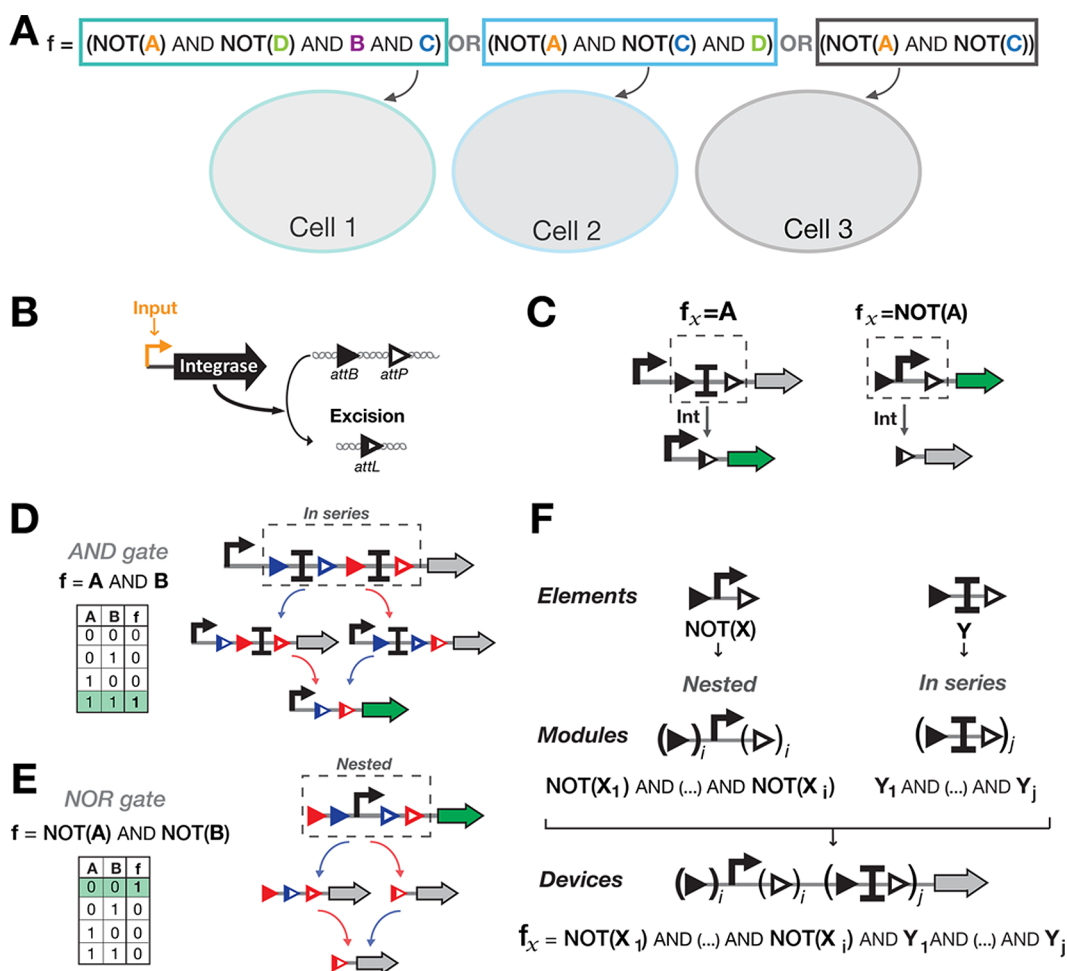 A
f = (NOT(A) AND NOT(D) AND B AND C) OR (NOT(A) AND NOT(C) AND D) OR (NOT(A) AND NOT(C))
Cell 1
Cell 2
Cell 3
B
Input
Integrase
attB
attP
Excision
attL
C
fx=A
fx=NOT(A)
Int
Int
D
In series
AND gate
f = A AND B
A B f
0 0 0
0 1 0
1 0 0
1 1 1
E
Nested
NOR gate
f = NOT(A) AND NOT(B)
A B f
0 0 1
0 1 0
1 0 0
1 1 0
F
Elements
NOT(X)
Y
Nested
In series
Modules
( )i ( )i
( )j
NOT(X1) AND (...) AND NOT(Xi)
Y1 AND (...) AND Yj
Devices
( )i ( )i ( )j
fx = NOT(X1) AND (...) AND NOT(Xi) AND Y1 AND (...) AND Yj